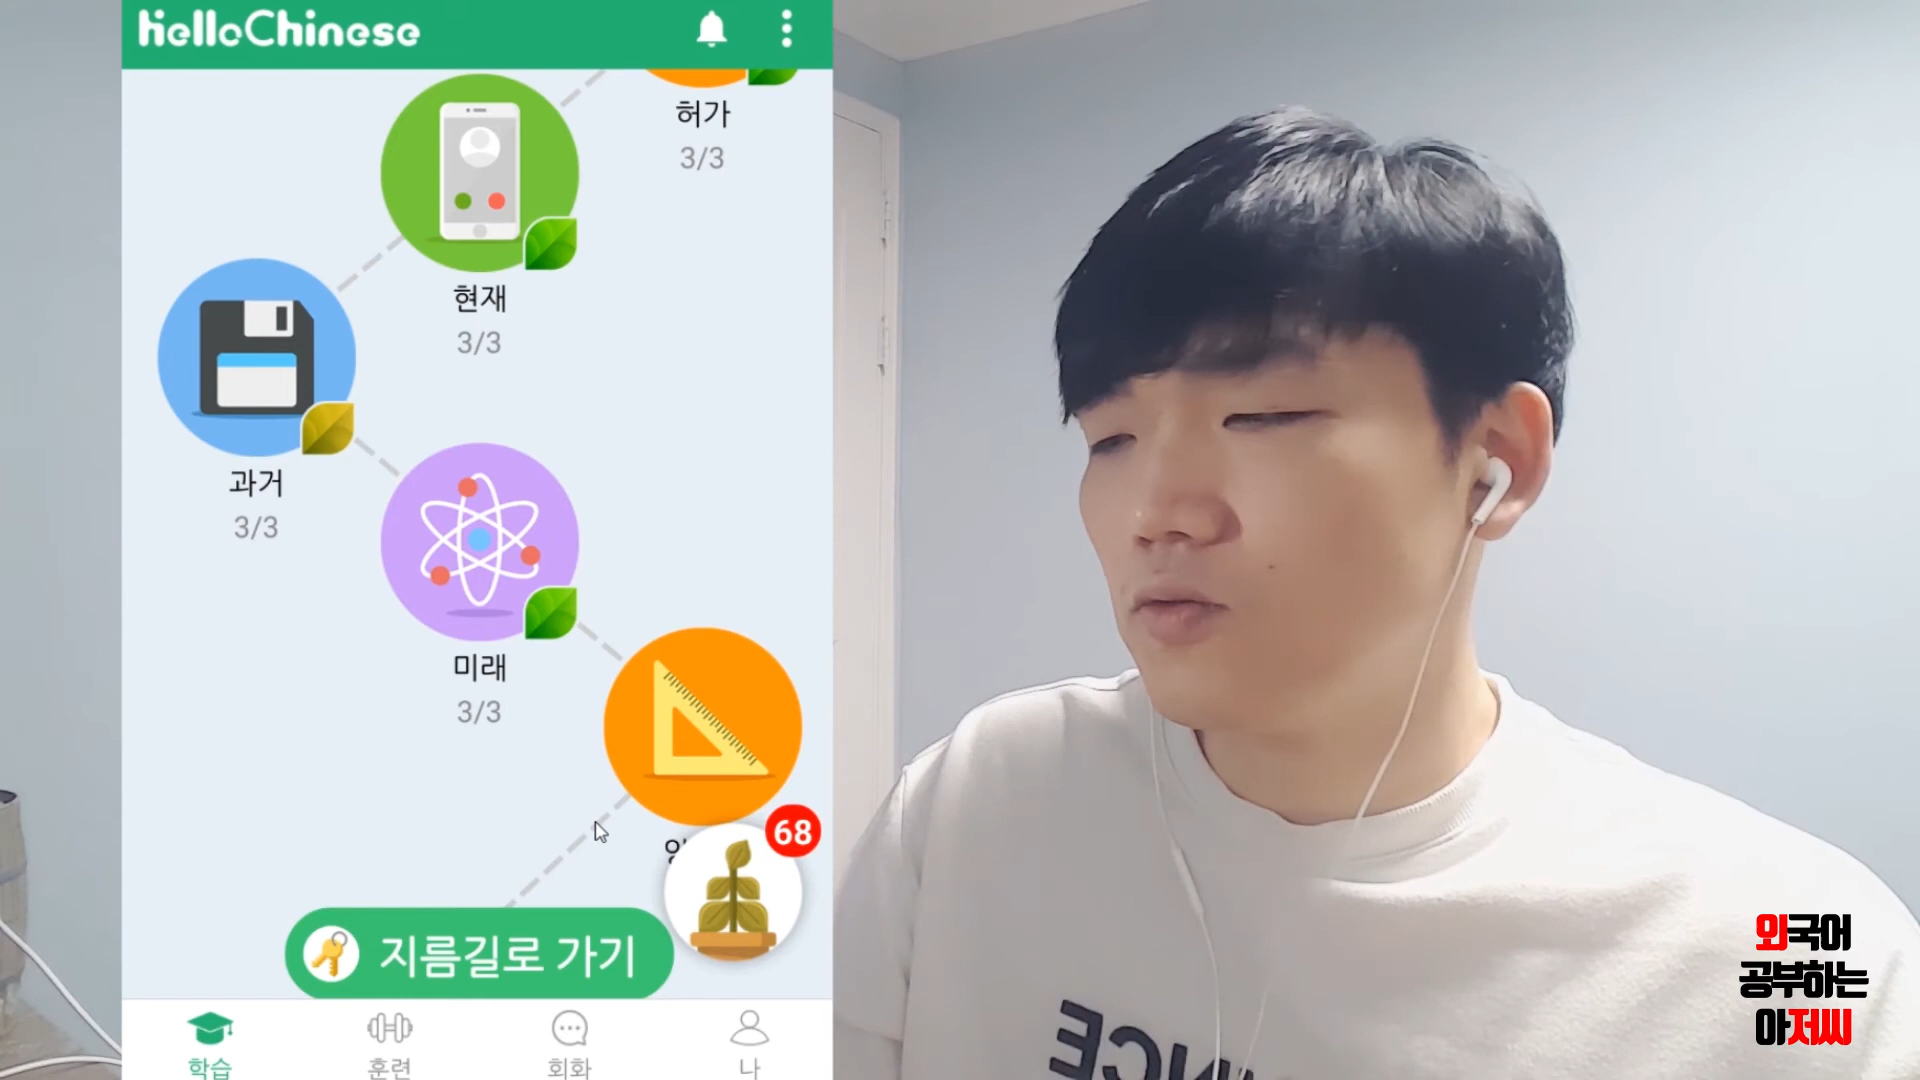 helloChinese
허가
3/3
현재
3/3
과거
3/3
미래
3/3
68
지름길로 가기
학습
훈련
회화
나
외국어
공부하는
아저씨